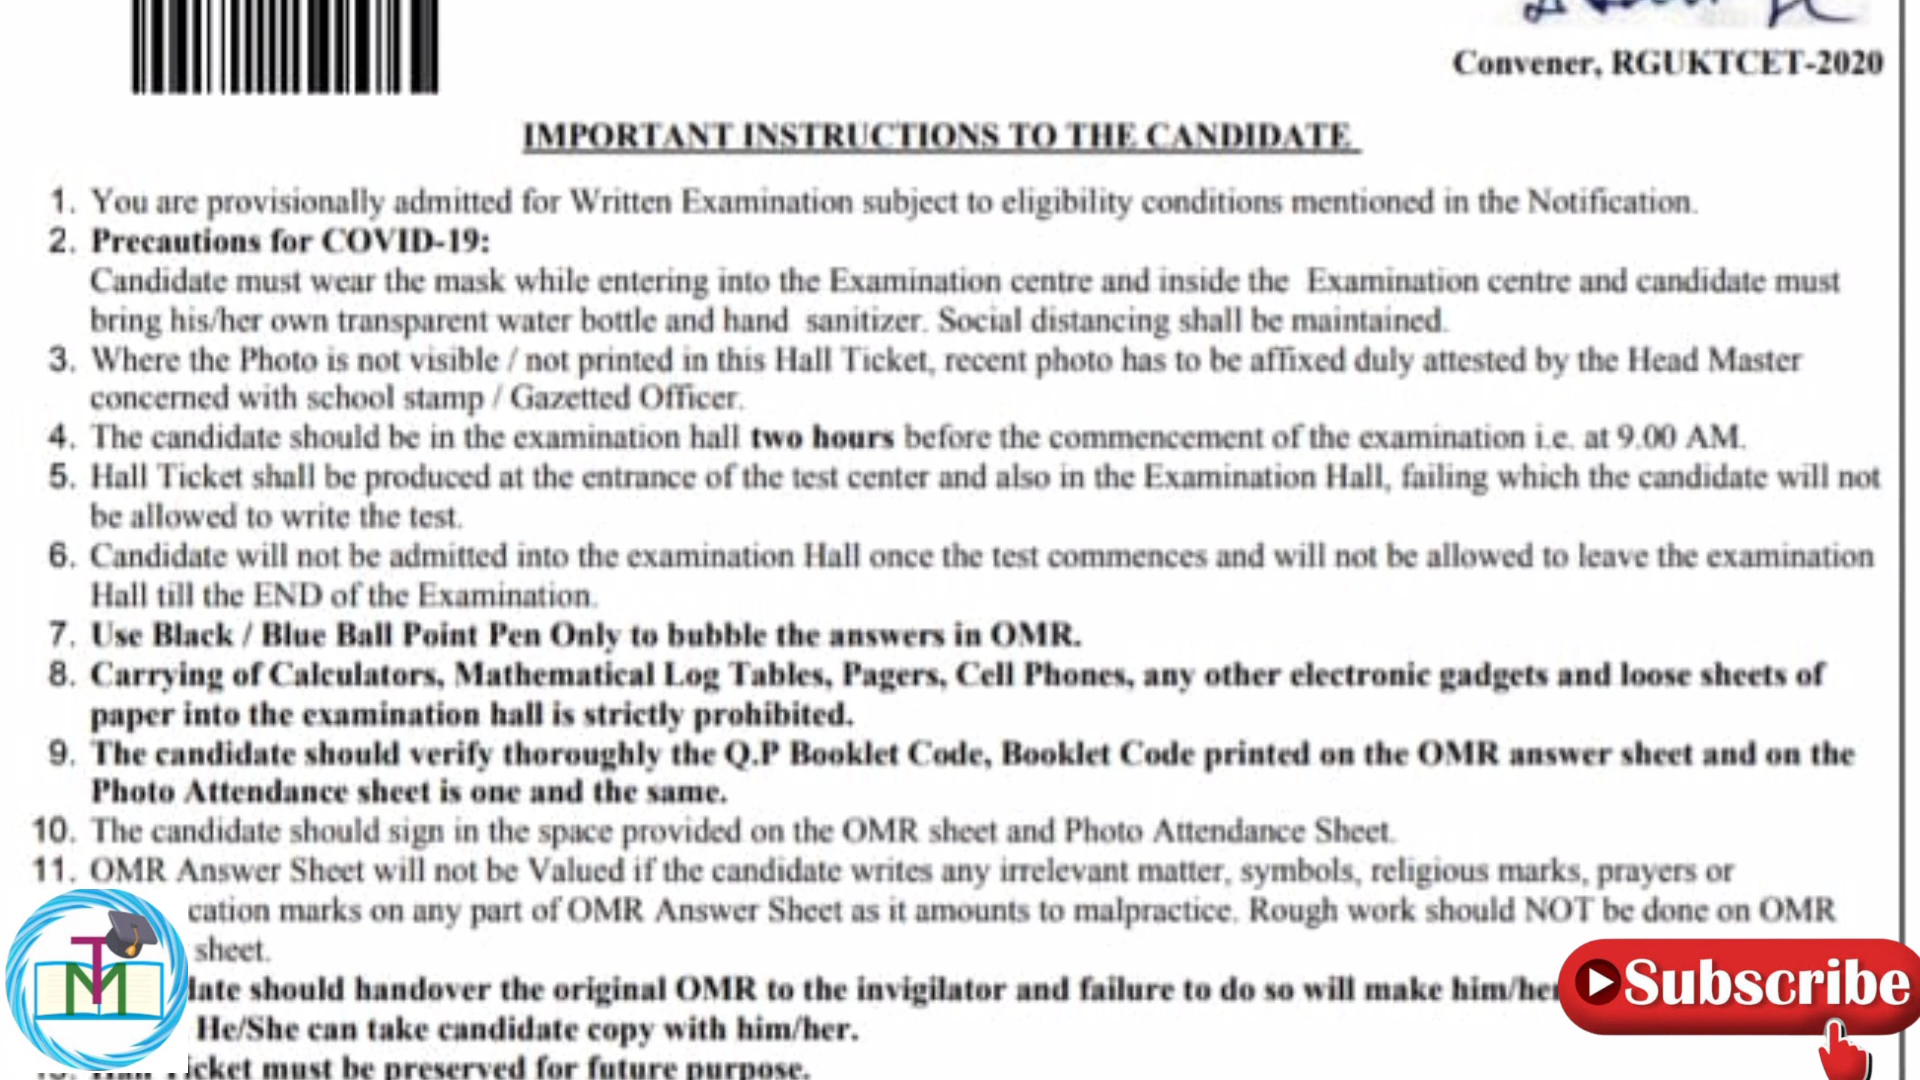 Convener, RGUKTCET-2020
IMPORTANT INSTRUCTIONS TO THE CANDIDATE
1. You are provisionally admitted for Written Examination subject to eligibility conditions mentioned in the Notification.
2. Precautions for COVID-19:
Candidate must wear the mask while entering into the Examination centre and inside the Examination centre and candidate must
bring his/her own transparent water bottle and hand sanitizer. Social distancing shall be maintained.
3. Where the Photo is not visible / not printed in this Hall Ticket, recent photo has to be affixed duly attested by the Head Master
concerned with school stamp / Gazetted Officer.
4. The candidate should be in the examination hall two hours before the commencement of the examination i.e. at 9.00 AM.
5. Hall Ticket shall be produced at the entrance of the test center and also in the Examination Hall, failing which the candidate will not
be allowed to write the test.
6. Candidate will not be admitted into the examination Hall once the test commences and will not be allowed to leave the examination
Hall till the END of the Examination.
7. Use Black / Blue Ball Point Pen Only to bubble the answers in OMR.
8. Carrying of Calculators, Mathematical Log Tables, Pagers, Cell Phones, any other electronic gadgets and loose sheets of
paper into the examination hall is strictly prohibited.
9. The candidate should verify thoroughly the Q.P Booklet Code, Booklet Code printed on the OMR answer sheet and on the
Photo Attendance sheet is one and the same.
10. The candidate should sign in the space provided on the OMR sheet and Photo Attendance Sheet.
11. OMR Answer Sheet will not be Valued if the candidate writes any irrelevant matter, symbols, religious marks, prayers or
cation marks on any part of OMR Answer Sheet as it amounts to malpractice. Rough work should NOT be done on OMR
sheet.
date should handover the original OMR to the invigilator and failure to do so will make him/her
He/She can take candidate copy with him/her.
icket must be preserved for future purpose.
TM
Subscribe